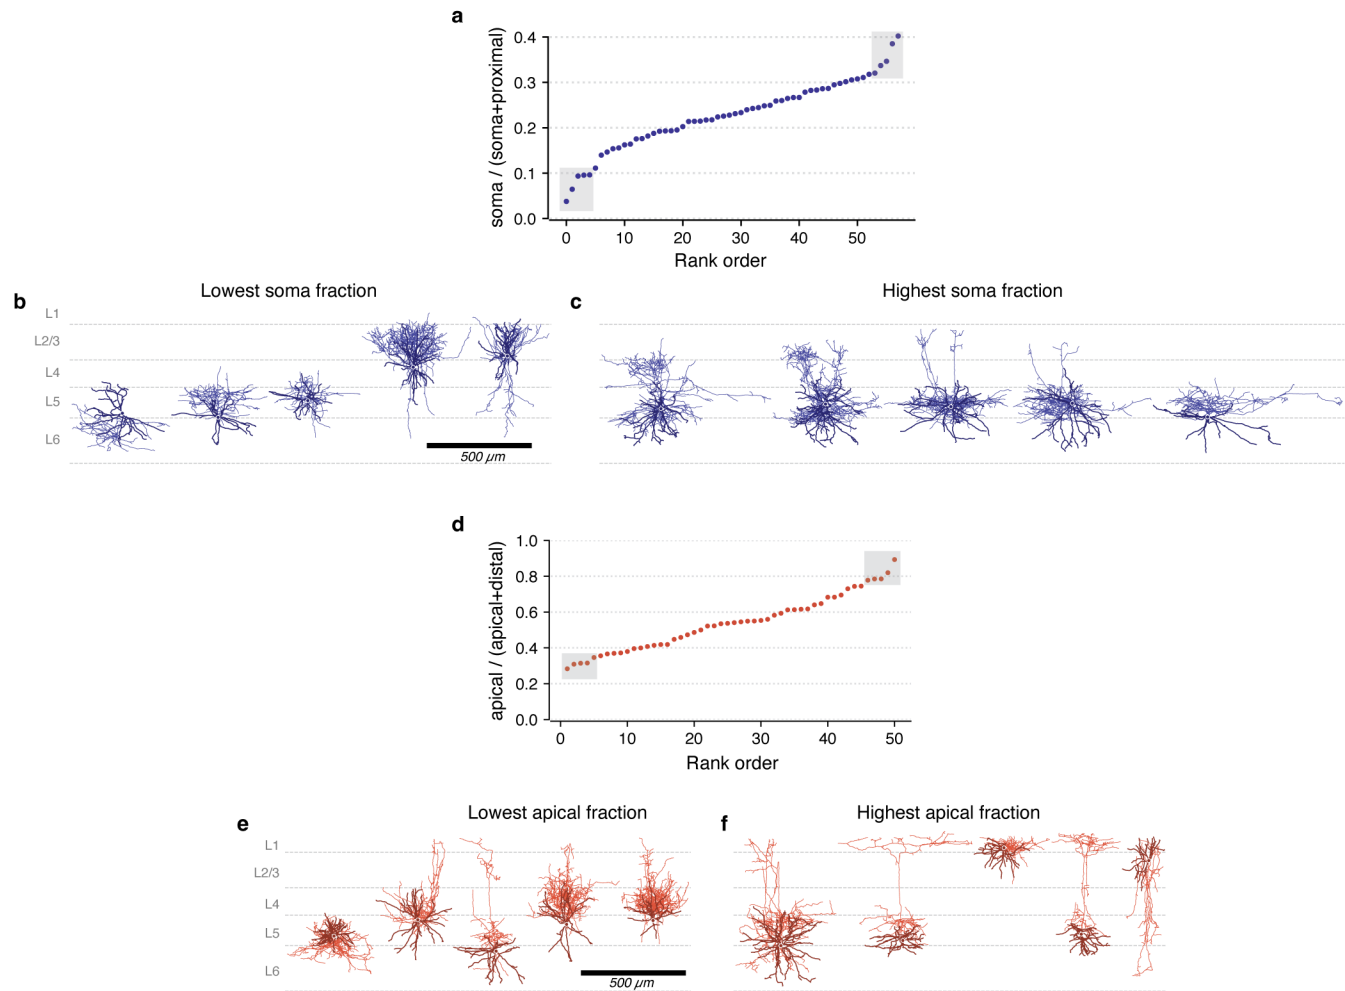 a
soma / (soma+proximal)
0.4
0.3
0.2
0.1
0.0
0 10 20 30 40 50
Rank order
b
Lowest soma fraction
L1
L2/3
L4
L5
L6
500 µm
c
Highest soma fraction
d
apical / (apical+distal)
1.0
0.8
0.6
0.4
0.2
0.0
0 10 20 30 40 50
Rank order
e
Lowest apical fraction
L1
L2/3
L4
L5
L6
500 µm
f
Highest apical fraction